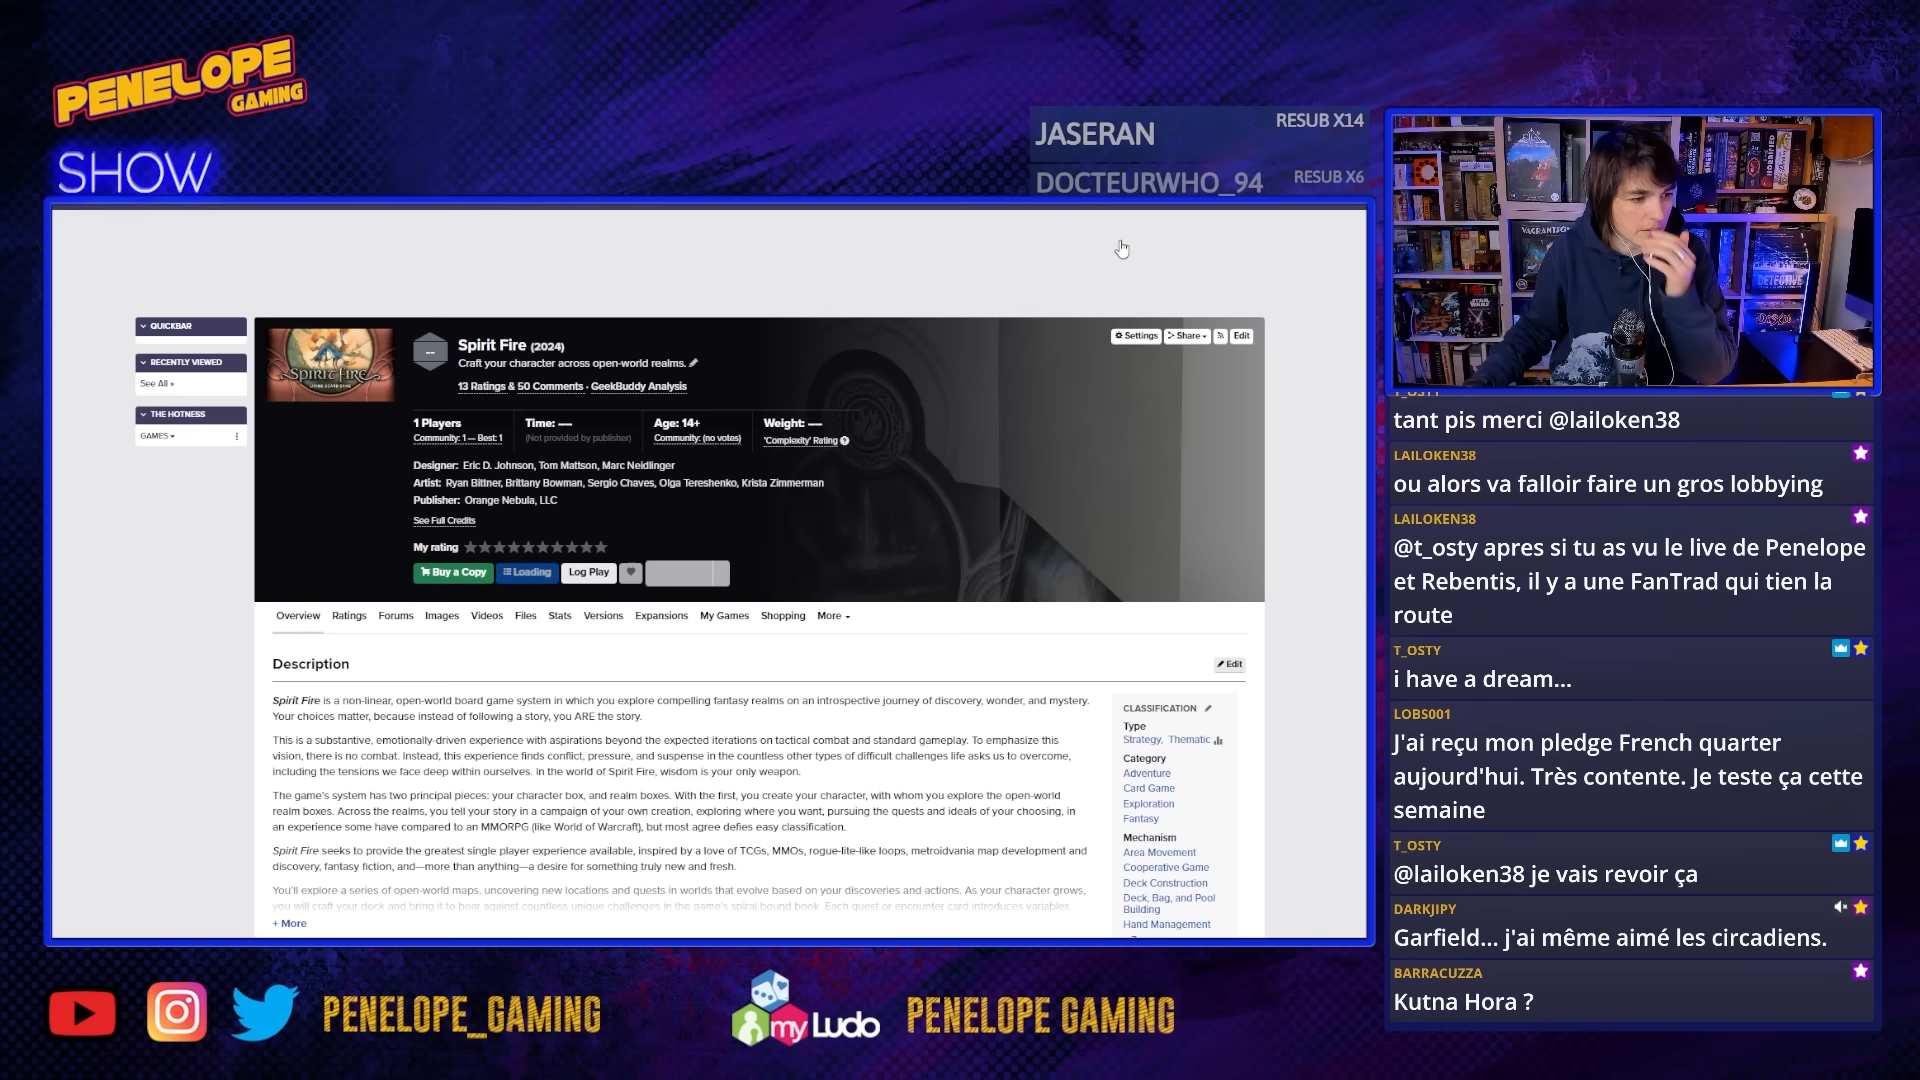 PENELOPE
GAMING
SHOW
JASERAN
RESUB X14
DOCTEURWHO_94
RESUB X6
QUICKBAR
RECENTLY VIEWED
See All »
THE HOTNESS
GAMES
SPIRIT FIRE
--
Spirit Fire (2024)
Craft your character across open-world realms.
13 Ratings & 50 Comments · GeekBuddy Analysis
Settings
Share
Edit
1 Players
Community: 1 — Best: 1
Time: —
(Not provided by publisher)
Age: 14+
Community: (no votes)
Weight: —
'Complexity' Rating
Designer: Eric D. Johnson, Tom Mattson, Marc Neidlinger
Artist: Ryan Bittner, Brittany Bowman, Sergio Chaves, Olga Tereshenko, Krista Zimmerman
Publisher: Orange Nebula, LLC
See Full Credits
My rating
Buy a Copy
Loading
Log Play
Overview Ratings Forums Images Videos Files Stats Versions Expansions My Games Shopping More
Description
Edit
Spirit Fire is a non-linear, open-world board game system in which you explore compelling fantasy realms on an introspective journey of discovery, wonder, and mystery.
Your choices matter, because instead of following a story, you ARE the story.
This is a substantive, emotionally-driven experience with aspirations beyond the expected iterations on tactical combat and standard gameplay. To emphasize this
vision, there is no combat. Instead, this experience finds conflict, pressure, and suspense in the countless other types of difficult challenges life asks us to overcome,
including the tensions we face deep within ourselves. In the world of Spirit Fire, wisdom is your only weapon.
The game's system has two principal pieces: your character box, and realm boxes. With the first, you create your character, with whom you explore the open-world
realm boxes. Across the realms, you tell your story in a campaign of your own creation, exploring where you want, pursuing the quests and ideals of your choosing, in
an experience some have compared to an MMORPG (like World of Warcraft), but most agree defies easy classification.
Spirit Fire seeks to provide the greatest single player experience available, inspired by a love of TCGs, MMOs, rogue-lite-like loops, metroidvania map development and
discovery, fantasy fiction, and—more than anything—a desire for something truly new and fresh.
You'll explore a series of open-world maps, uncovering new locations and quests in worlds that evolve based on your discoveries and actions. As your character grows,
you will craft your deck and bring it to bear against countless unique challenges in the game's spiral bound book. Each quest or encounter card introduces variables
+ More
CLASSIFICATION
Type
Strategy, Thematic
Category
Adventure
Card Game
Exploration
Fantasy
Mechanism
Area Movement
Cooperative Game
Deck Construction
Deck, Bag, and Pool
Building
Hand Management
VAGRANTSONG
DETECTIVE
STAR WARS
T_OSTY
tant pis merci @lailoken38
LAILOKEN38
ou alors va falloir faire un gros lobbying
LAILOKEN38
@t_osty apres si tu as vu le live de Penelope
et Rebentis, il y a une FanTrad qui tien la
route
T_OSTY
i have a dream...
LOBS001
J'ai reçu mon pledge French quarter
aujourd'hui. Très contente. Je teste ça cette
semaine
T_OSTY
@lailoken38 je vais revoir ça
DARKJIPY
Garfield... j'ai même aimé les circadiens.
BARRACUZZA
Kutna Hora ?
PENELOPE_GAMING
myLudo
PENELOPE GAMING